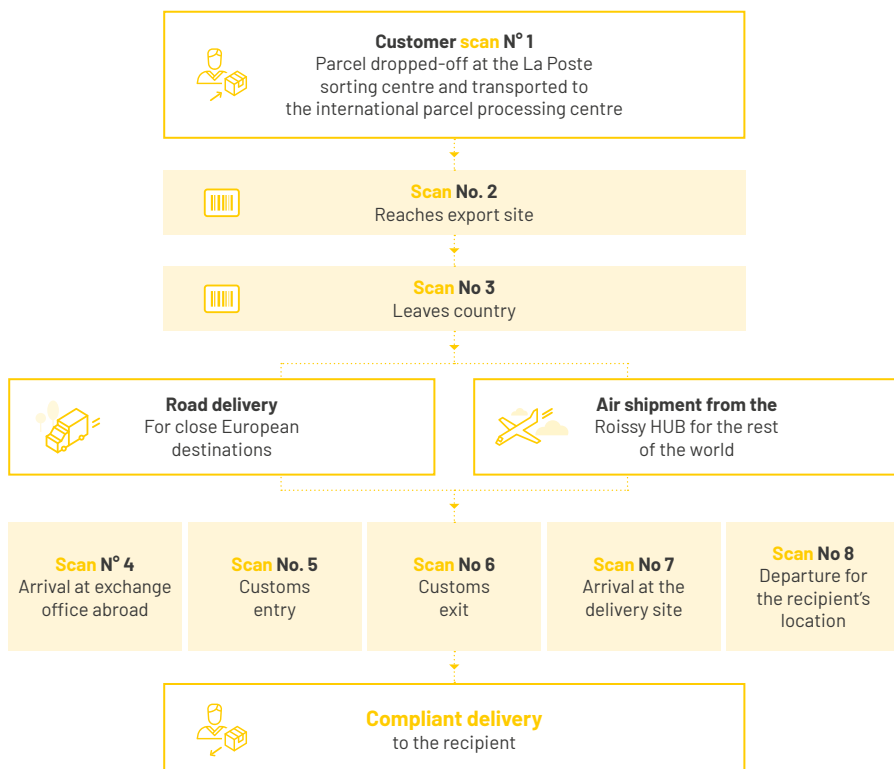 Customer scan N° 1
Parcel dropped-off at the La Poste
sorting centre and transported to
the international parcel processing centre
Scan No. 2
Reaches export site
Scan No 3
Leaves country
Road delivery
For close European
destinations
Air shipment from the
Roissy HUB for the rest
of the world
Scan N° 4
Arrival at exchange
office abroad
Scan No. 5
Customs
entry
Scan No 6
Customs
exit
Scan No 7
Arrival at the
delivery site
Scan No 8
Departure for
the recipient's
location
Compliant delivery
to the recipient